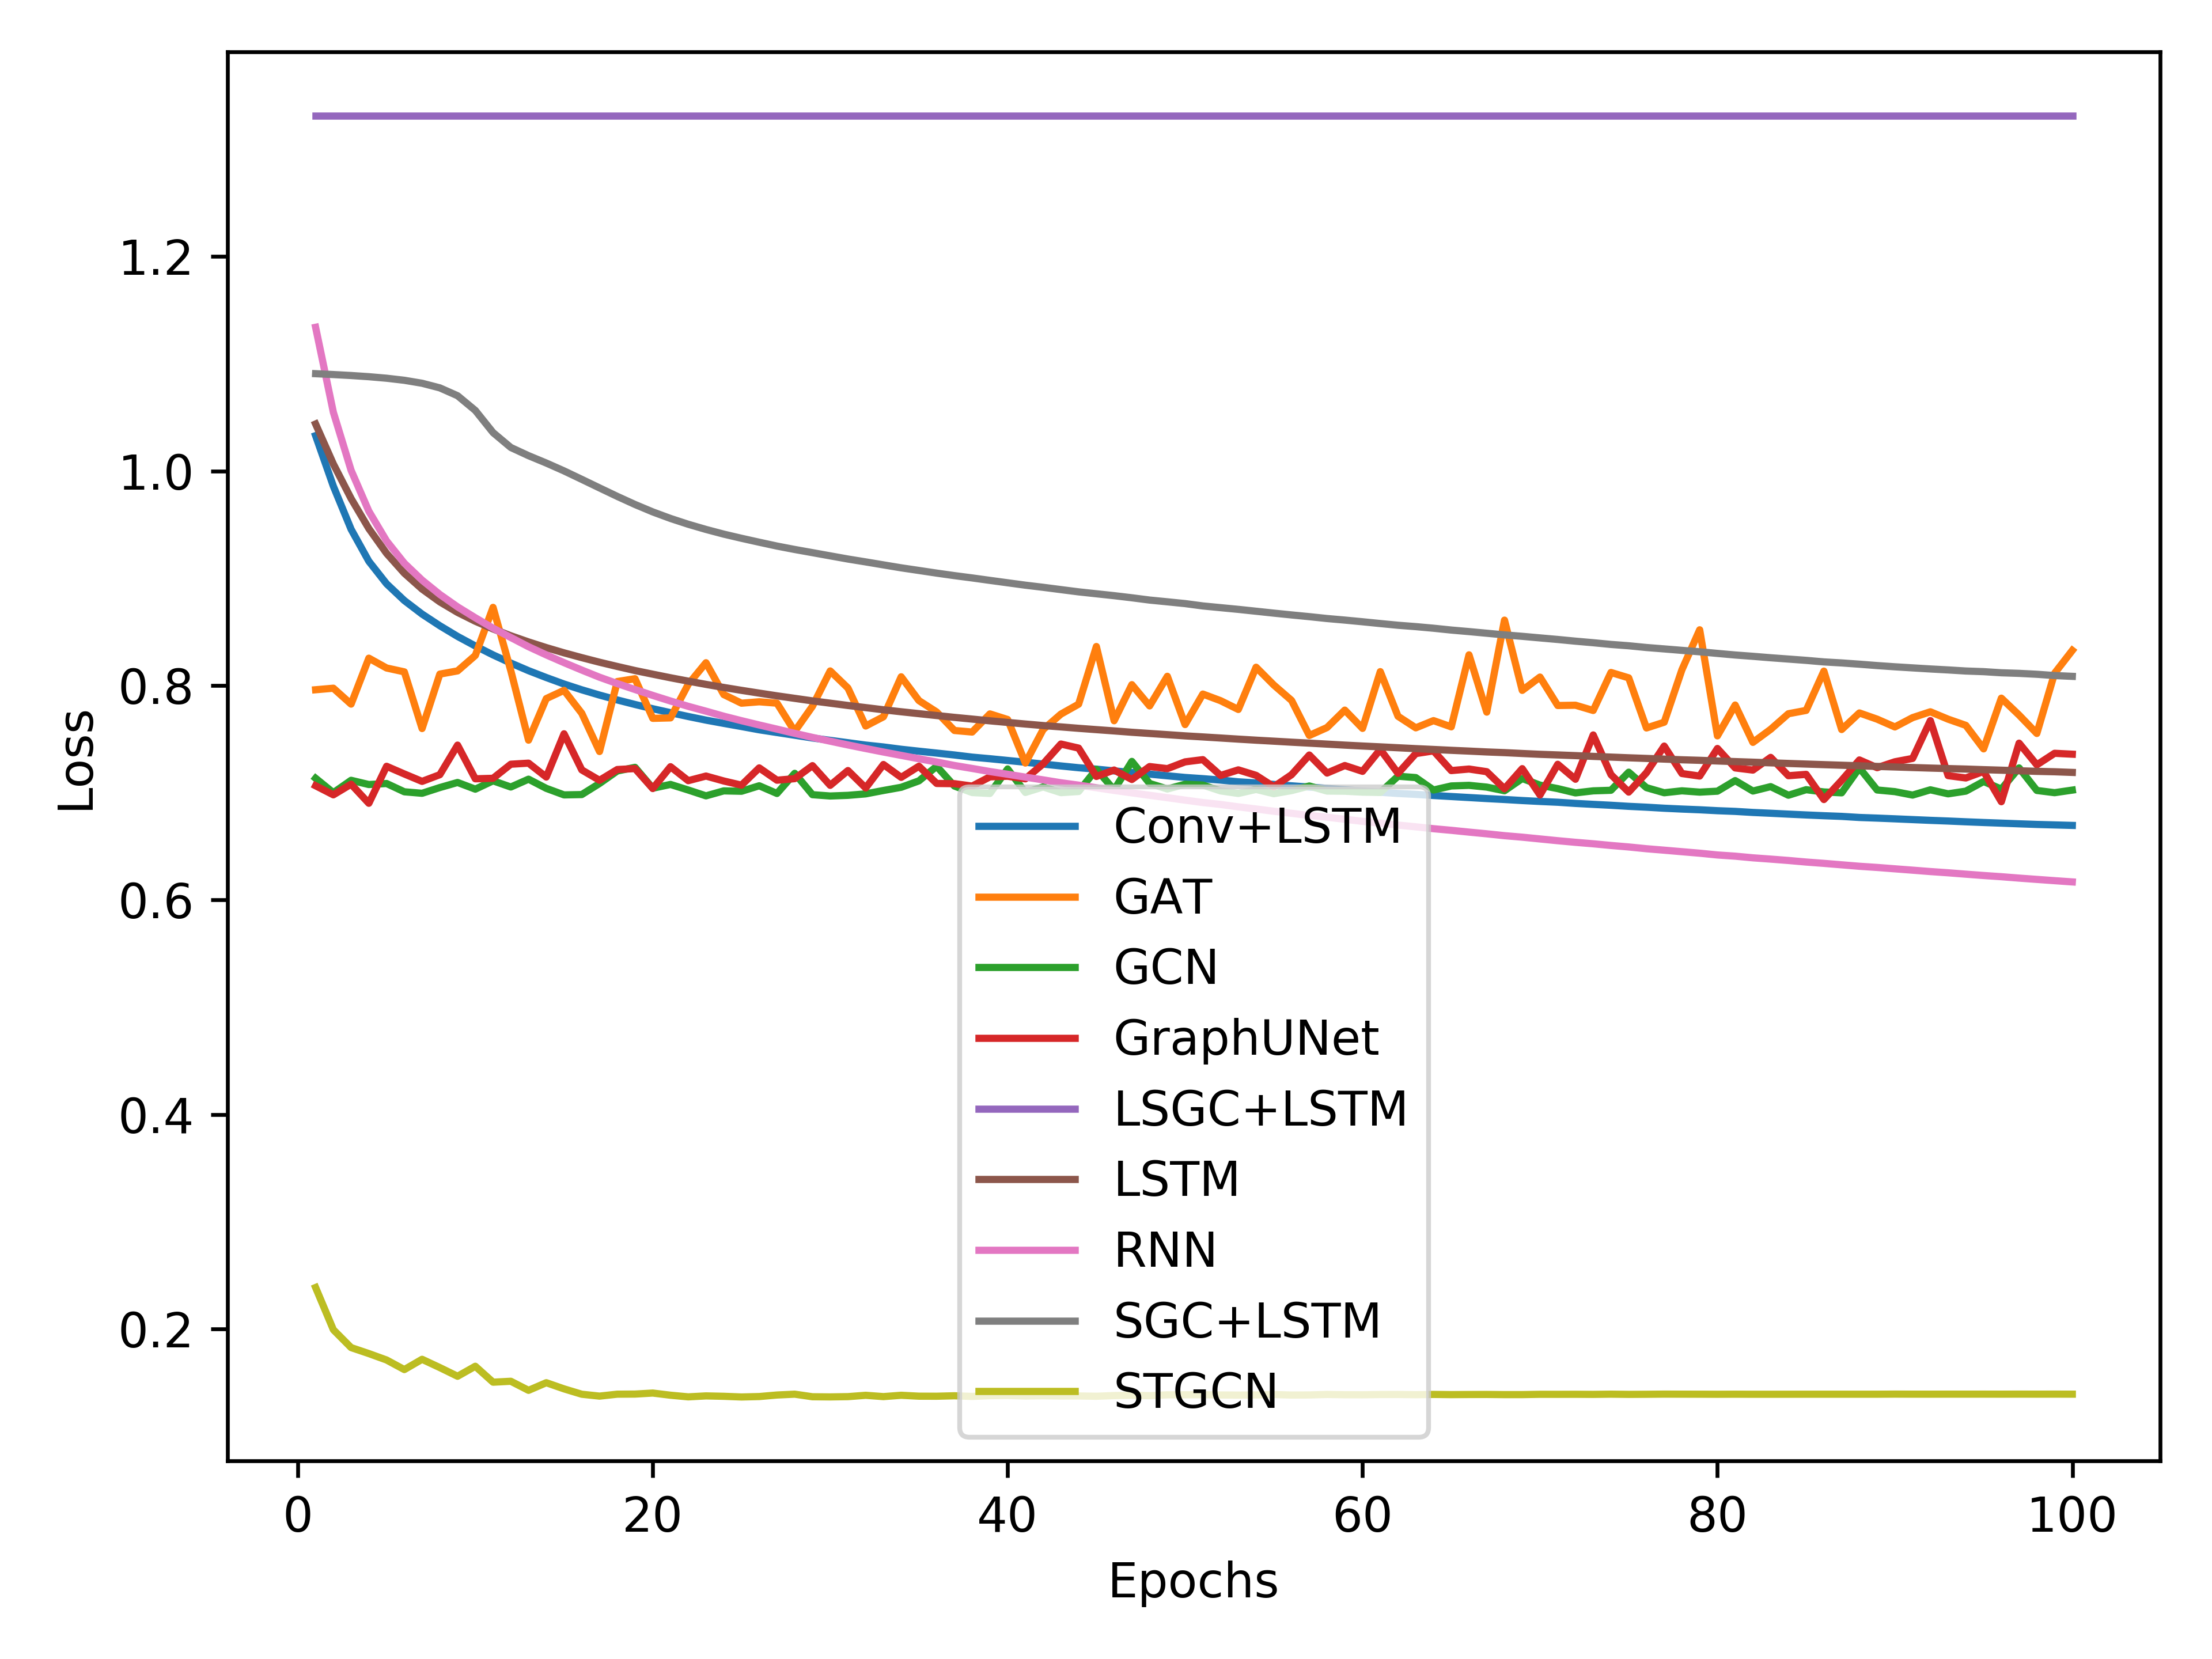 1.2
1.0
0.8
0.6
0.4
0.2
Loss
Conv+LSTM
GAT
GCN
GraphUNet
LSGC+LSTM
LSTM
RNN
SGC+LSTM
STGCN
0 20 40 60 80 100
Epochs